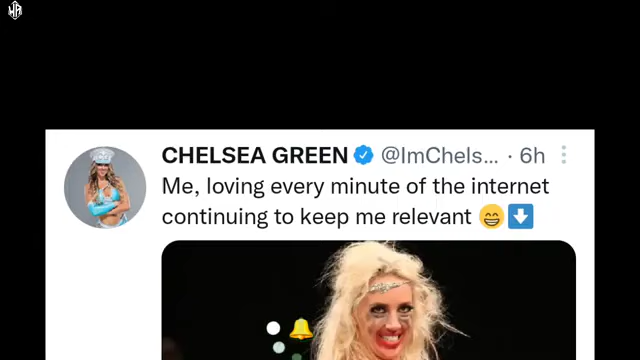 CHELSEA GREEN @ImChels... · 6h
Me, loving every minute of the internet
continuing to keep me relevant 😁⬇️